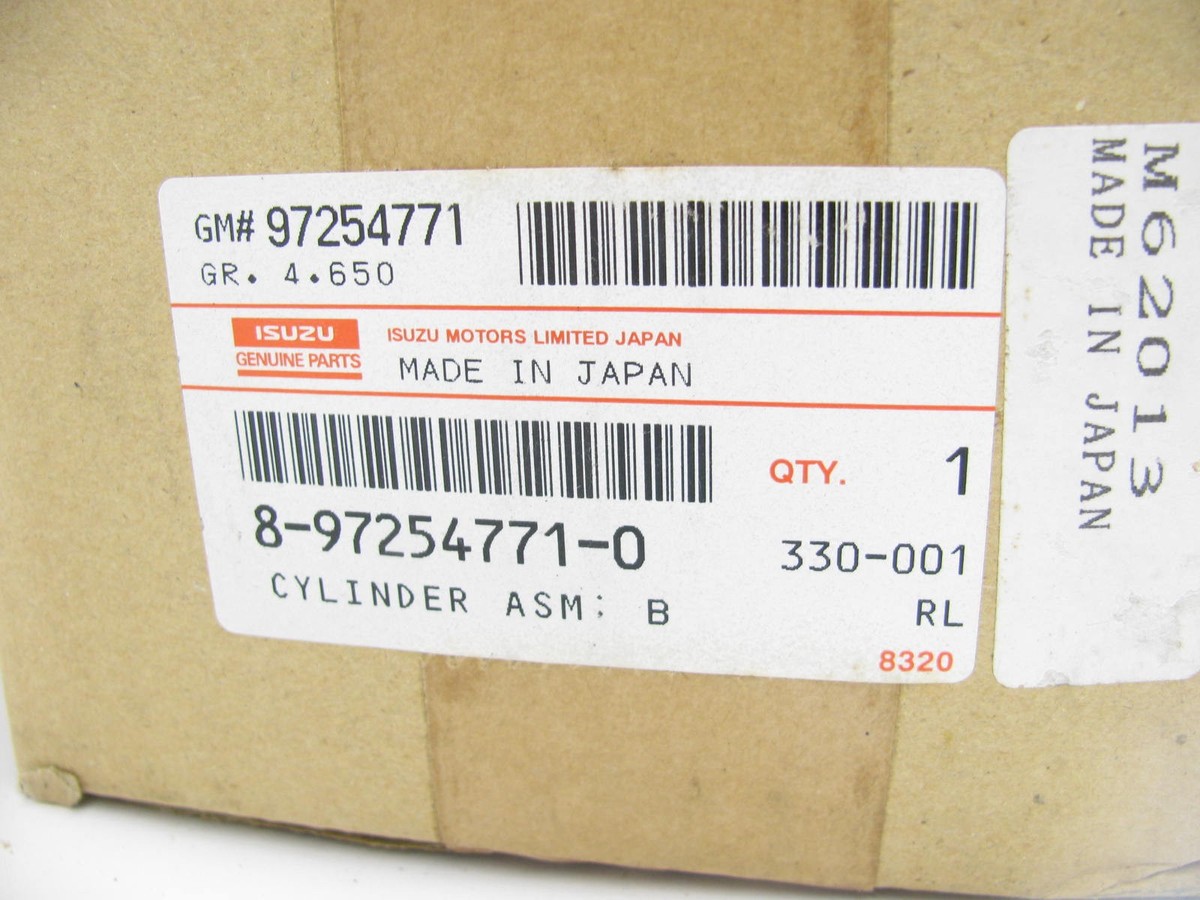 GM# 97254771
GR. 4.650
ISUZU
GENUINE PARTS
ISUZU MOTORS LIMITED JAPAN
MADE IN JAPAN
QTY. 1
8-97254771-0
330-001
CYLINDER ASM: B
RL
8320
M62013
MADE IN JAPAN